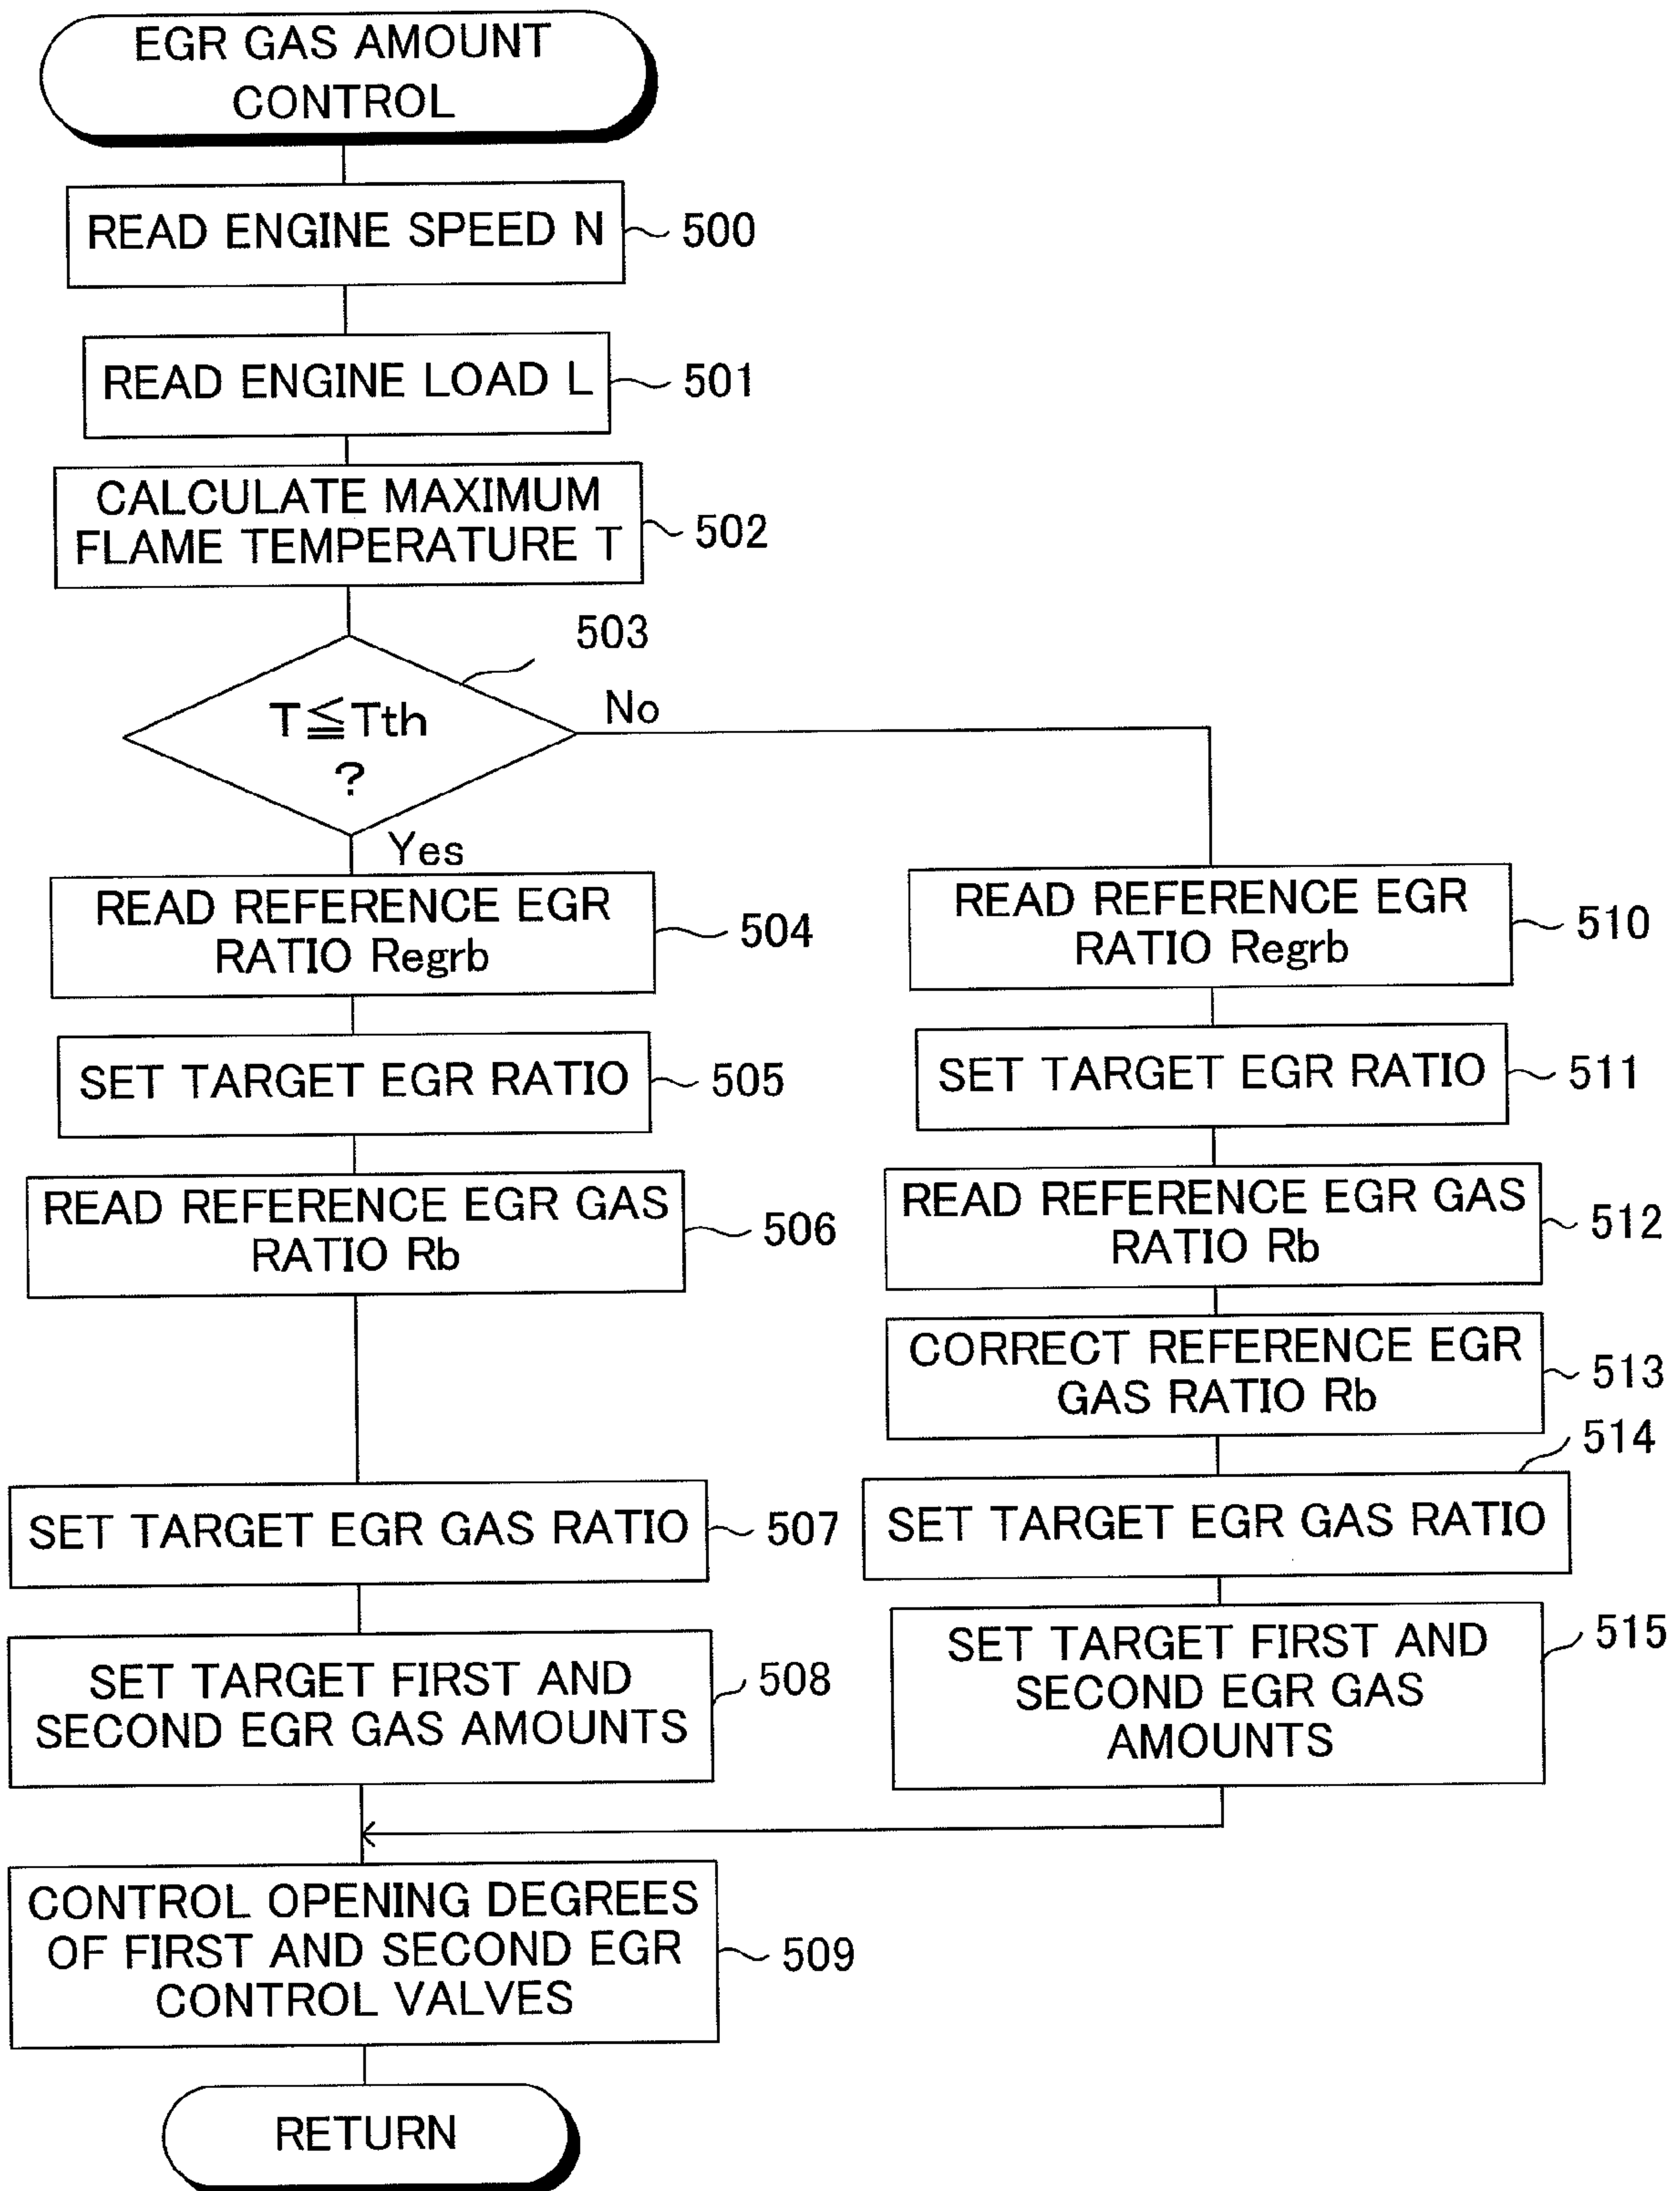 EGR GAS AMOUNT
CONTROL
READ ENGINE SPEED N
500
READ ENGINE LOAD L
501
CALCULATE MAXIMUM
FLAME TEMPERATURE T
502
503
T≦Tth
?
No
Yes
READ REFERENCE EGR
RATIO Regrb
504
SET TARGET EGR RATIO
505
READ REFERENCE EGR GAS
RATIO Rb
506
SET TARGET EGR GAS RATIO
507
SET TARGET FIRST AND
SECOND EGR GAS AMOUNTS
508
READ REFERENCE EGR
RATIO Regrb
510
SET TARGET EGR RATIO
511
READ REFERENCE EGR GAS
RATIO Rb
512
CORRECT REFERENCE EGR
GAS RATIO Rb
513
514
SET TARGET EGR GAS RATIO
SET TARGET FIRST AND
SECOND EGR GAS
AMOUNTS
515
CONTROL OPENING DEGREES
OF FIRST AND SECOND EGR
CONTROL VALVES
509
RETURN